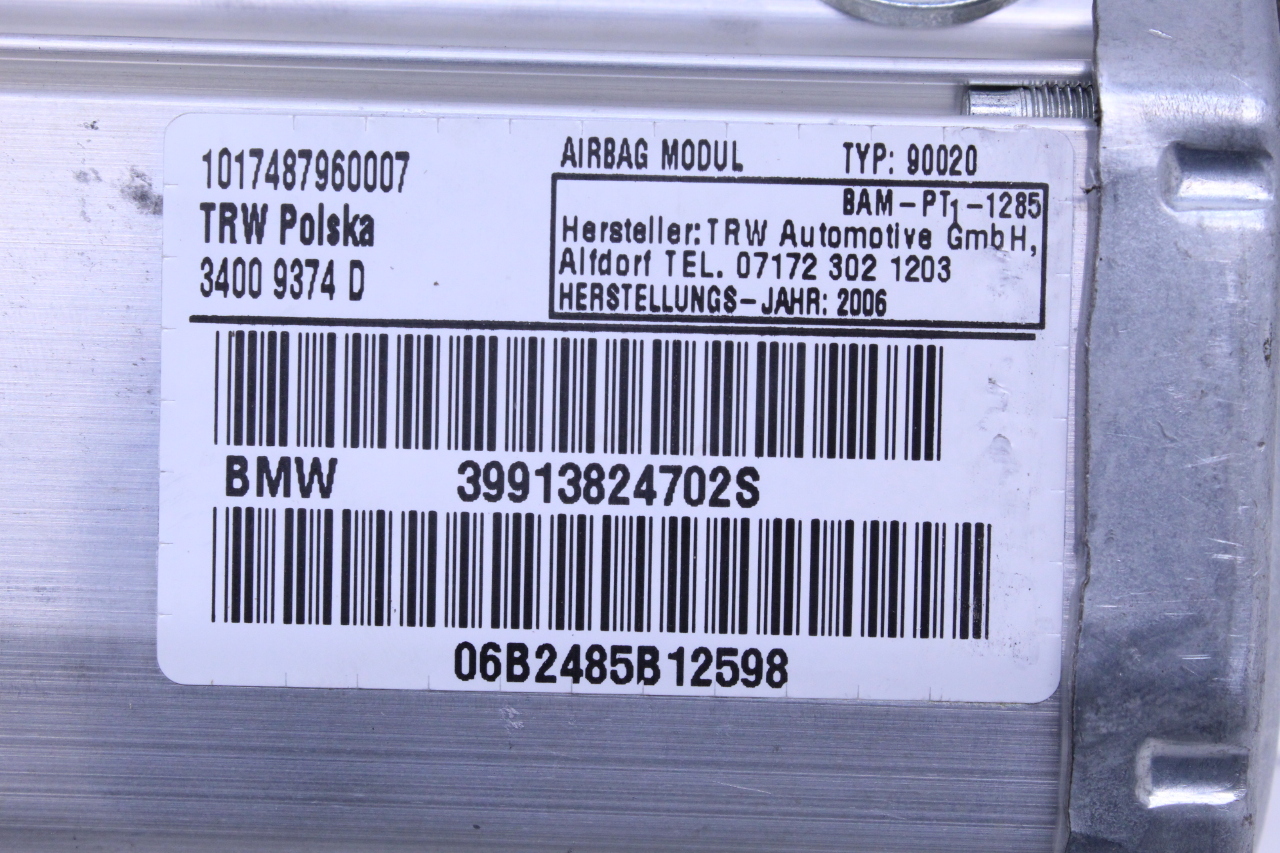 1017487960007
TRW Polska
3400 9374 D
AIRBAG MODUL TYP: 90020
BAM-PT1-1285
Hersteller: TRW Automotive GmbH,
Alfdorf TEL. 07172 302 1203
HERSTELLUNGS-JAHR: 2006
BMW 39913824702S
06B2485B12598